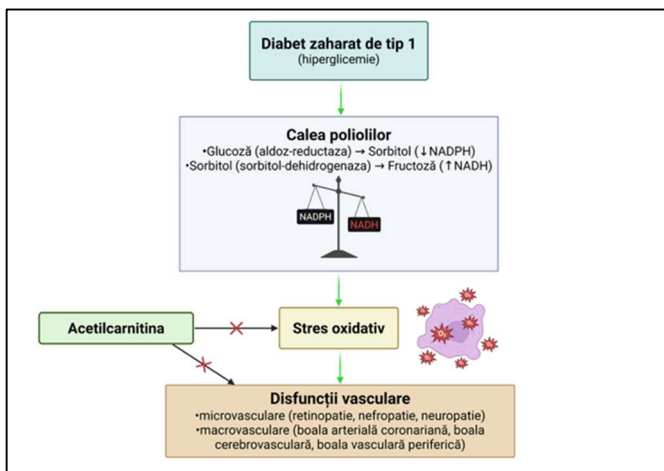 Diabet zaharat de tip 1
(hiperglicemie)
Calea poliolilor
•Glucoză (aldoz-reductaza) → Sorbitol (↓NADPH)
•Sorbitol (sorbitol-dehidrogenaza) → Fructoză (↑NADH)
NADPH
NADH
Acetilcarnitina
Stres oxidativ
Disfuncții vasculare
•microvasculare (retinopatie, nefropatie, neuropatie)
•macrovasculare (boala arterială coronariană, boala
cerebrovasculară, boala vasculară periferică)